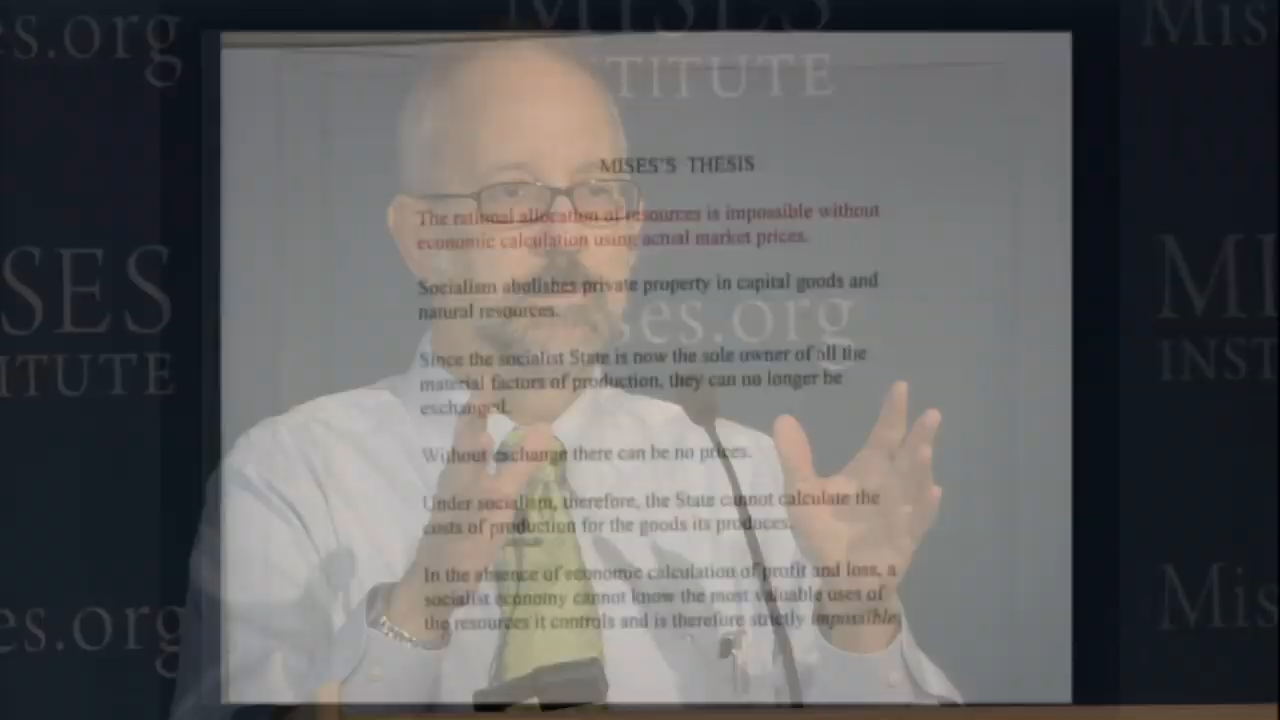 es.org
MISES
TITUTE
Mis
MISES'S THESIS
The rational allocation of resources is impossible without
economic calculation using actual market prices.
Socialism abolishes private property in capital goods and
natural resources.
SES
ITUTE
ises.org
MI
INST
Since the socialist State is now the sole owner of all the
material factors of production, they can no longer be
exchanged.
Without exchange there can be no prices.
Under socialism, therefore, the State cannot calculate the
costs of production for the goods its produces.
In the absence of economic calculation of profit and loss, a
socialist economy cannot know the most valuable uses of
the resources it controls and is therefore strictly impossible.
es.org
Mis